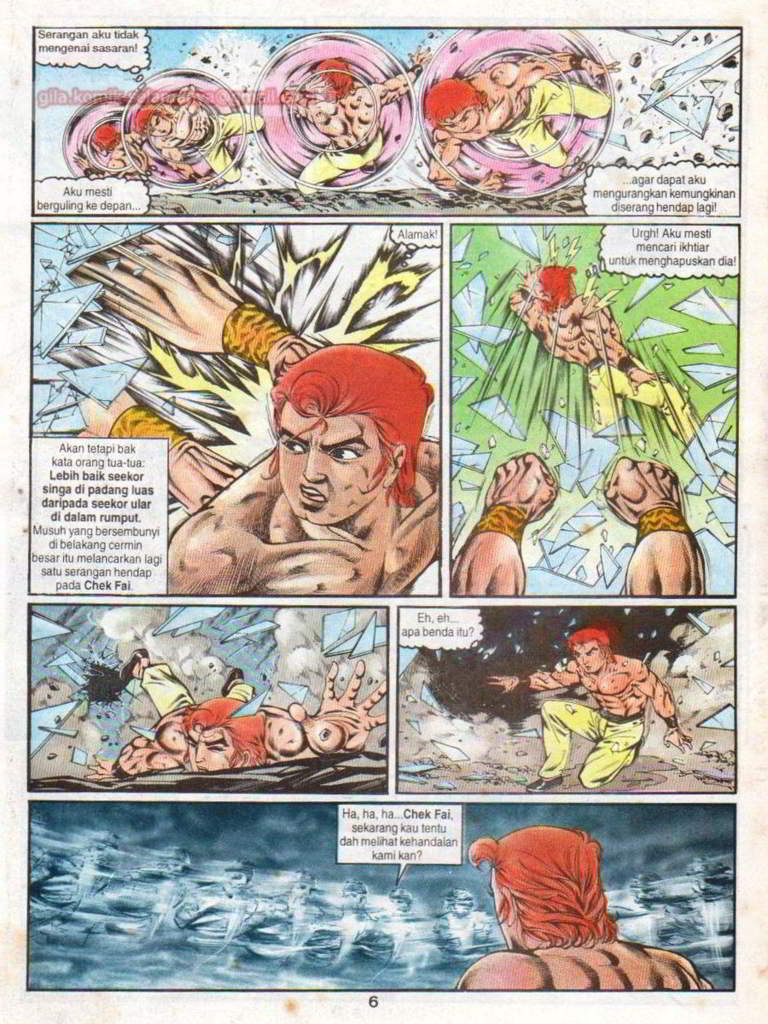 Serangan aku tidak
mengenai sasaran!
Aku mesti
berguling ke depan...
...agar dapat aku
mengurangkan kemungkinan
diserang hendap lagi!
Alamak!
Akan tetapi bak
kata orang tua-tua:
Lebih baik seekor
singa di padang luas
daripada seekor ular
di dalam rumput.
Musuh yang bersembunyi
di belakang cermin
besar itu melancarkan lagi
satu serangan hendap
pada Chek Fai.
Urgh! Aku mesti
mencari ikhtiar
untuk menghapuskan dia!
Eh, eh...
apa benda itu?
Ha, ha, ha...Chek Fai,
sekarang kau tentu
dah melihat kehandalan
kami kan?
6